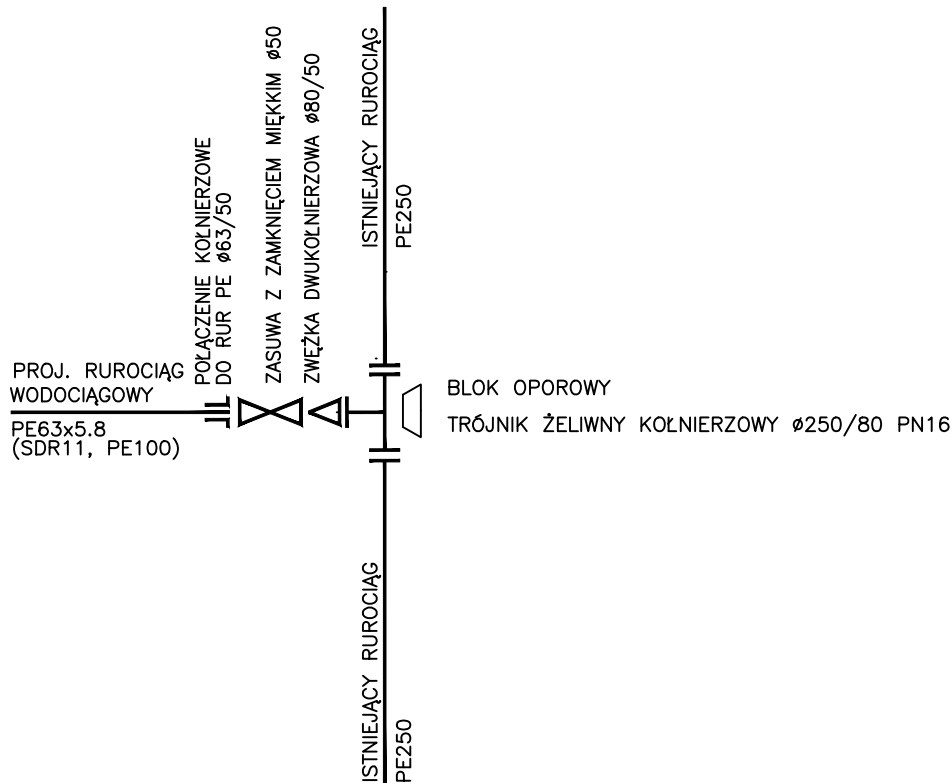 POŁĄCZENIE KOŁNIERZOWE
DO RUR PE ø63/50
ZASUWA Z ZAMKNIĘCIEM MIĘKKIM ø50
ZWĘŻKA DWUKOŁNIERZOWA ø80/50
ISTNIEJĄCY RUROCIĄG
PE250
PROJ. RUROCIĄG
WODOCIĄGOWY
PE63x5.8
(SDR11, PE100)
BLOK OPOROWY
TRÓJNIK ŻELIWNY KOŁNIERZOWY ø250/80 PN16
ISTNIEJĄCY RUROCIĄG
PE250